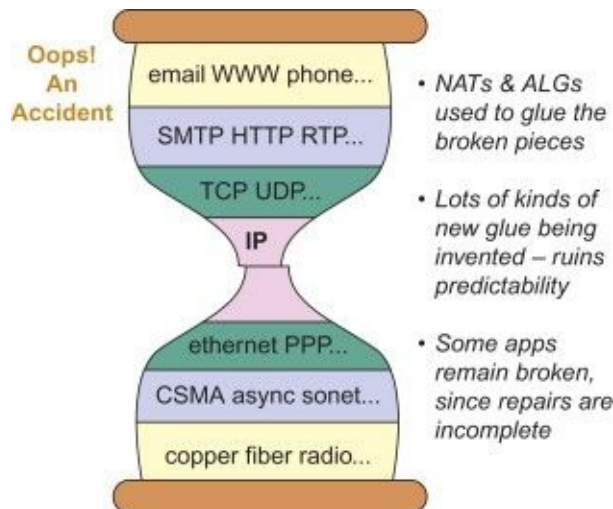 Oops!
An
Accident
email WWW phone...
SMTP HTTP RTP...
TCP UDP...
IP
ethernet PPP...
CSMA async sonet...
copper fiber radio...
• NATs & ALGs
used to glue the
broken pieces
• Lots of kinds of
new glue being
invented – ruins
predictability
• Some apps
remain broken,
since repairs are
incomplete